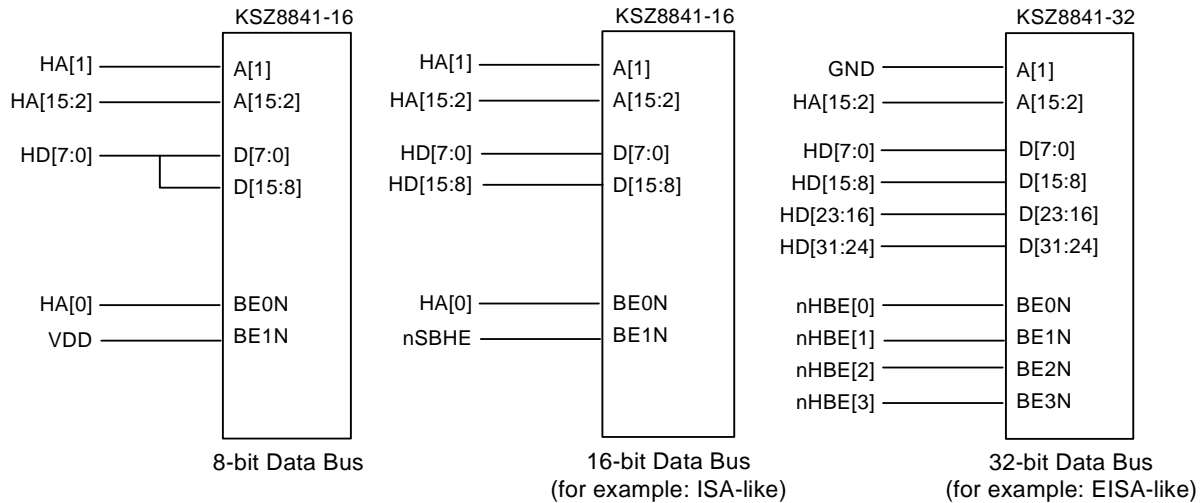 KSZ8841-16
HA[1]
A[1]
HA[15:2]
A[15:2]
HD[7:0]
D[7:0]
D[15:8]
HA[0]
BE0N
VDD
BE1N
8-bit Data Bus
KSZ8841-16
HA[1]
A[1]
HA[15:2]
A[15:2]
HD[7:0]
D[7:0]
HD[15:8]
D[15:8]
HA[0]
BE0N
nSBHE
BE1N
16-bit Data Bus
(for example: ISA-like)
KSZ8841-32
GND
A[1]
HA[15:2]
A[15:2]
HD[7:0]
D[7:0]
HD[15:8]
D[15:8]
HD[23:16]
D[23:16]
HD[31:24]
D[31:24]
nHBE[0]
BE0N
nHBE[1]
BE1N
nHBE[2]
BE2N
nHBE[3]
BE3N
32-bit Data Bus
(for example: EISA-like)